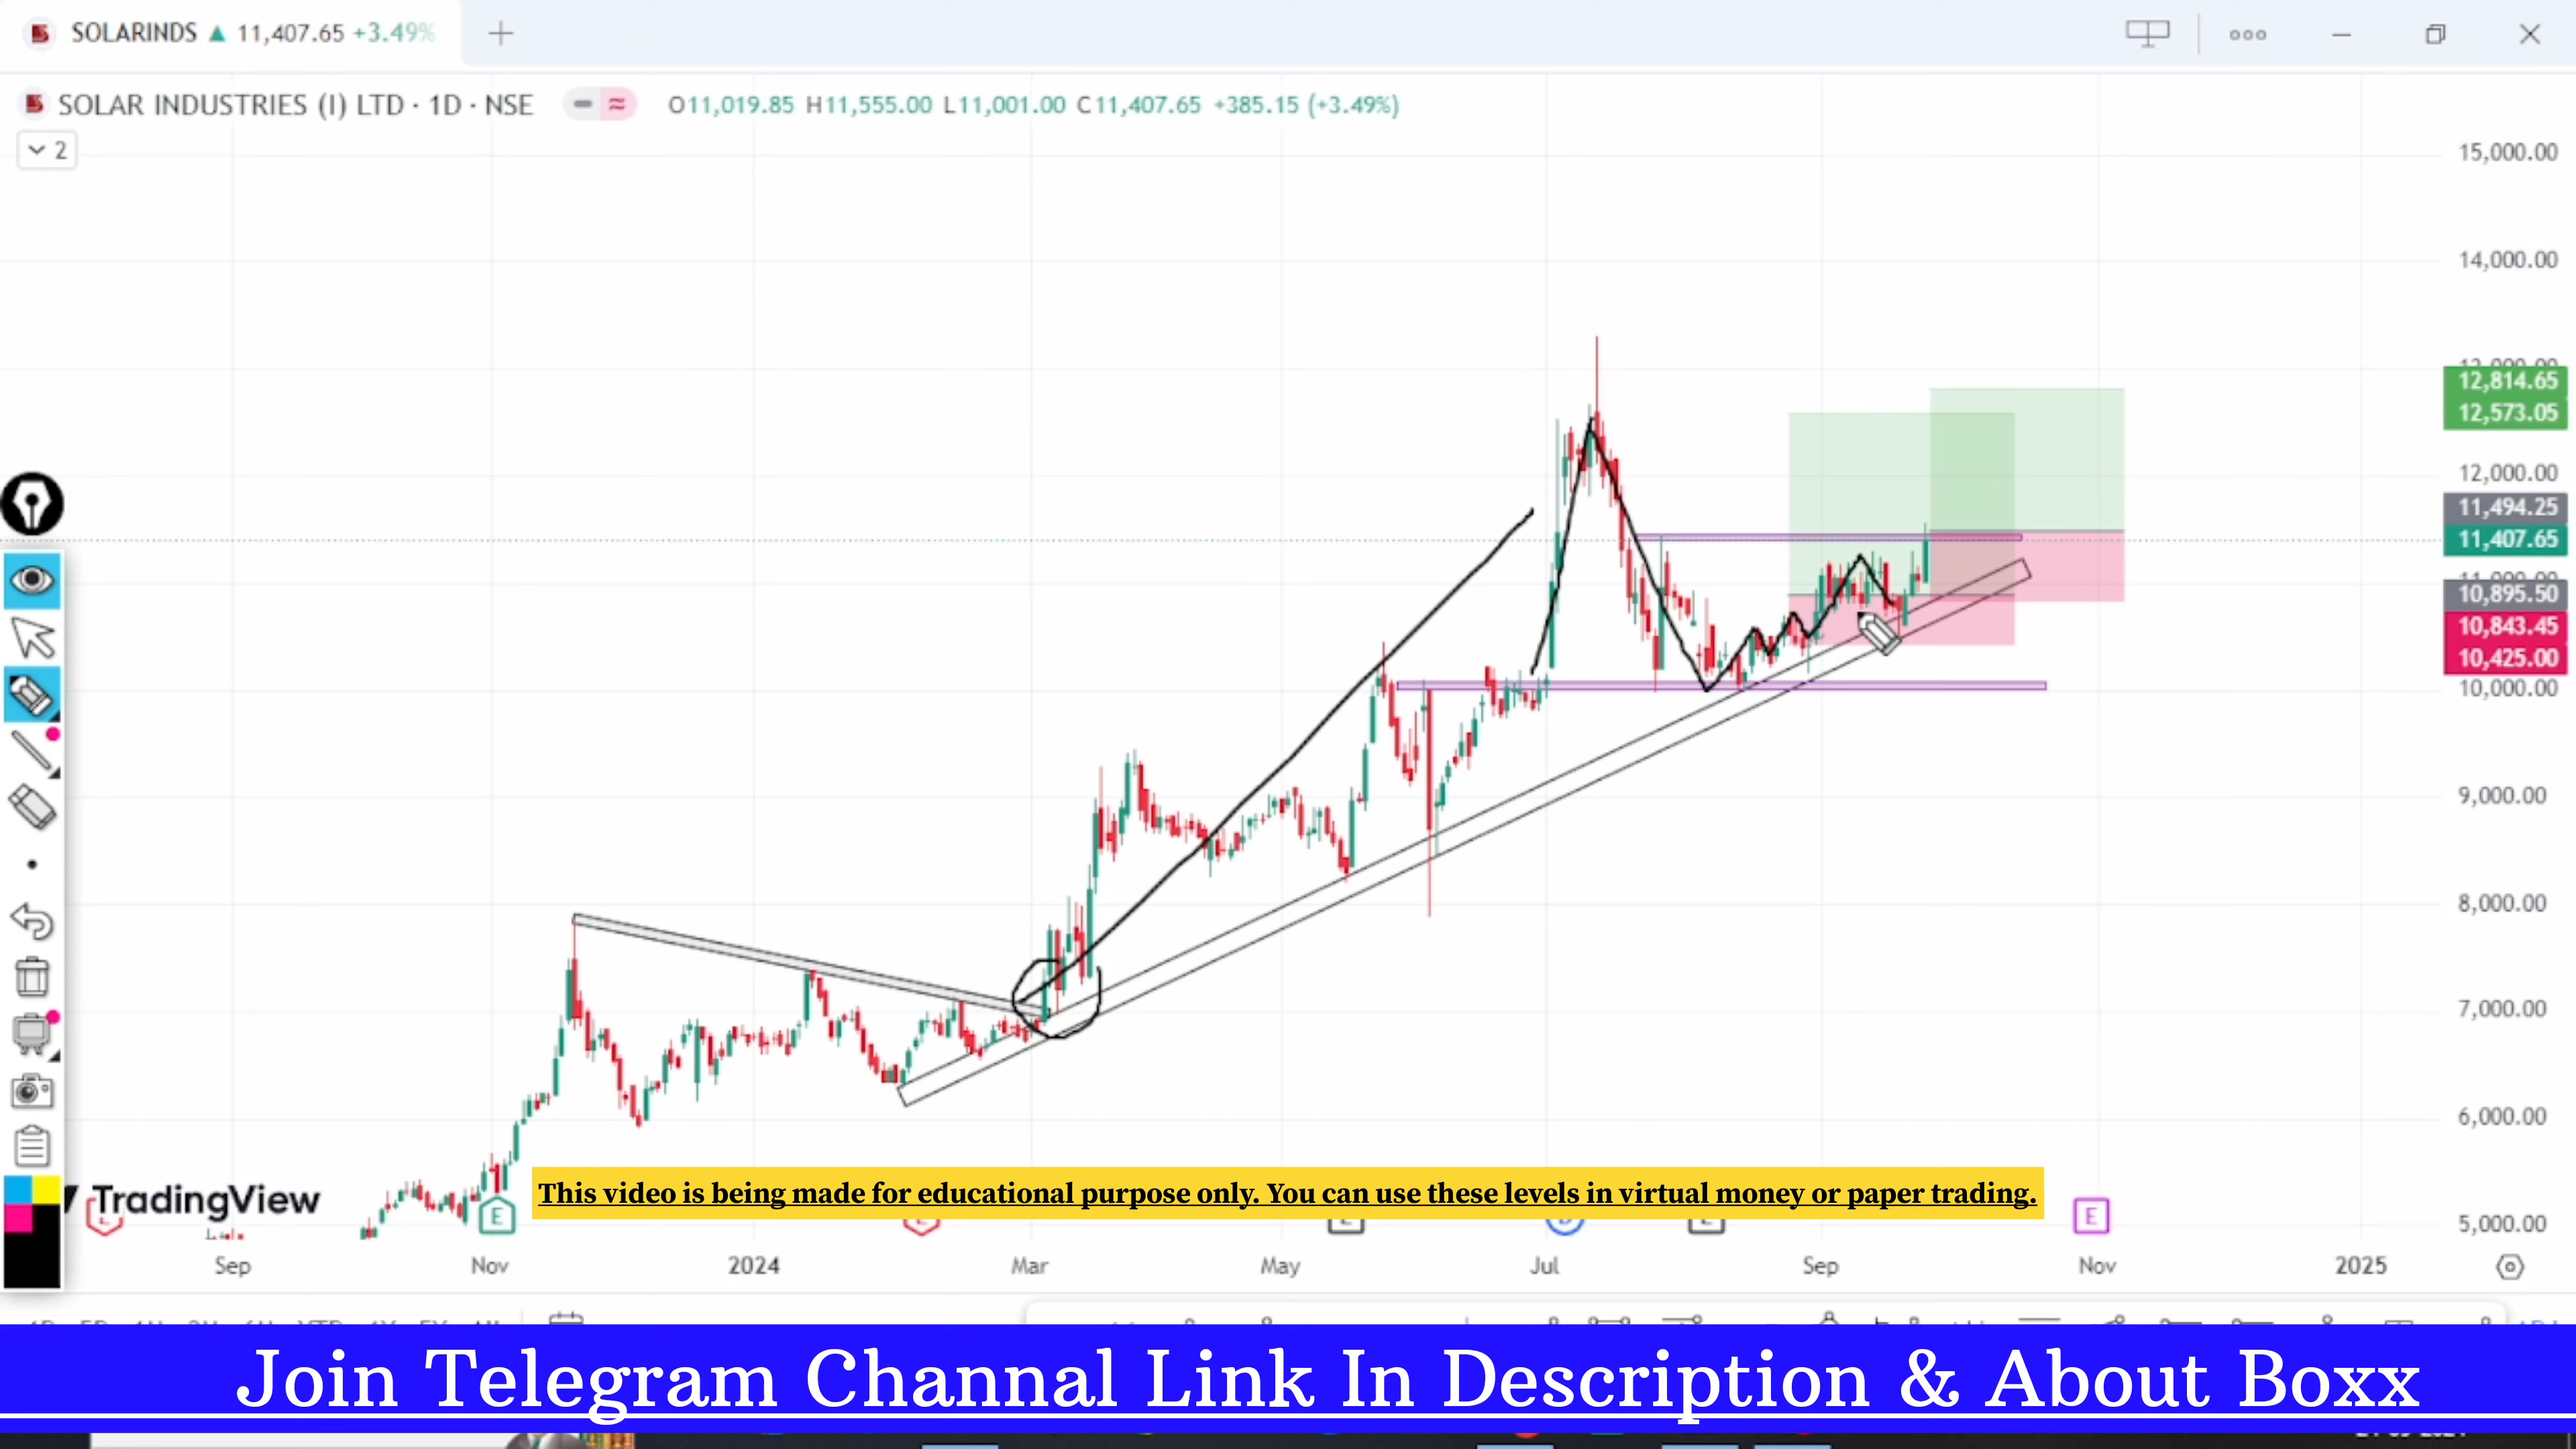 SOLARINDS ▲ 11,407.65 +3.49%
SOLAR INDUSTRIES (I) LTD · 1D · NSE O11,019.85 H11,555.00 L11,001.00 C11,407.65 +385.15 (+3.49%)
2
15,000.00
14,000.00
12,814.65
12,573.05
12,000.00
11,494.25
11,407.65
10,895.50
10,843.45
10,425.00
10,000.00
9,000.00
8,000.00
7,000.00
6,000.00
5,000.00
TradingView
This video is being made for educational purpose only. You can use these levels in virtual money or paper trading.
E
E
Sep Nov 2024 Mar May Jul Sep Nov 2025
Join Telegram Channal Link In Description & About Boxx